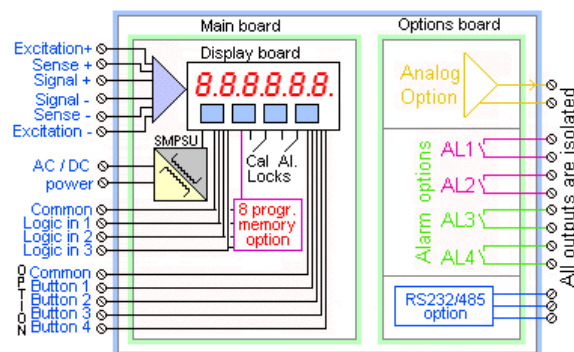 Main board
Options board
Display board
Excitation+
Sense +
Signal +
Signal -
Sense -
Excitation -
8.8.8.8.8.8.
SMPSU
Cal
Locks
Al.
AC / DC
power
Common
Logic in 1
Logic in 2
Logic in 3
8 progr.
memory
option
OPTION
Common
Button 1
Button 2
Button 3
Button 4
Analog
Option
Alarm options
AL1
AL2
AL3
AL4
RS232/485
option
All outputs are isolated